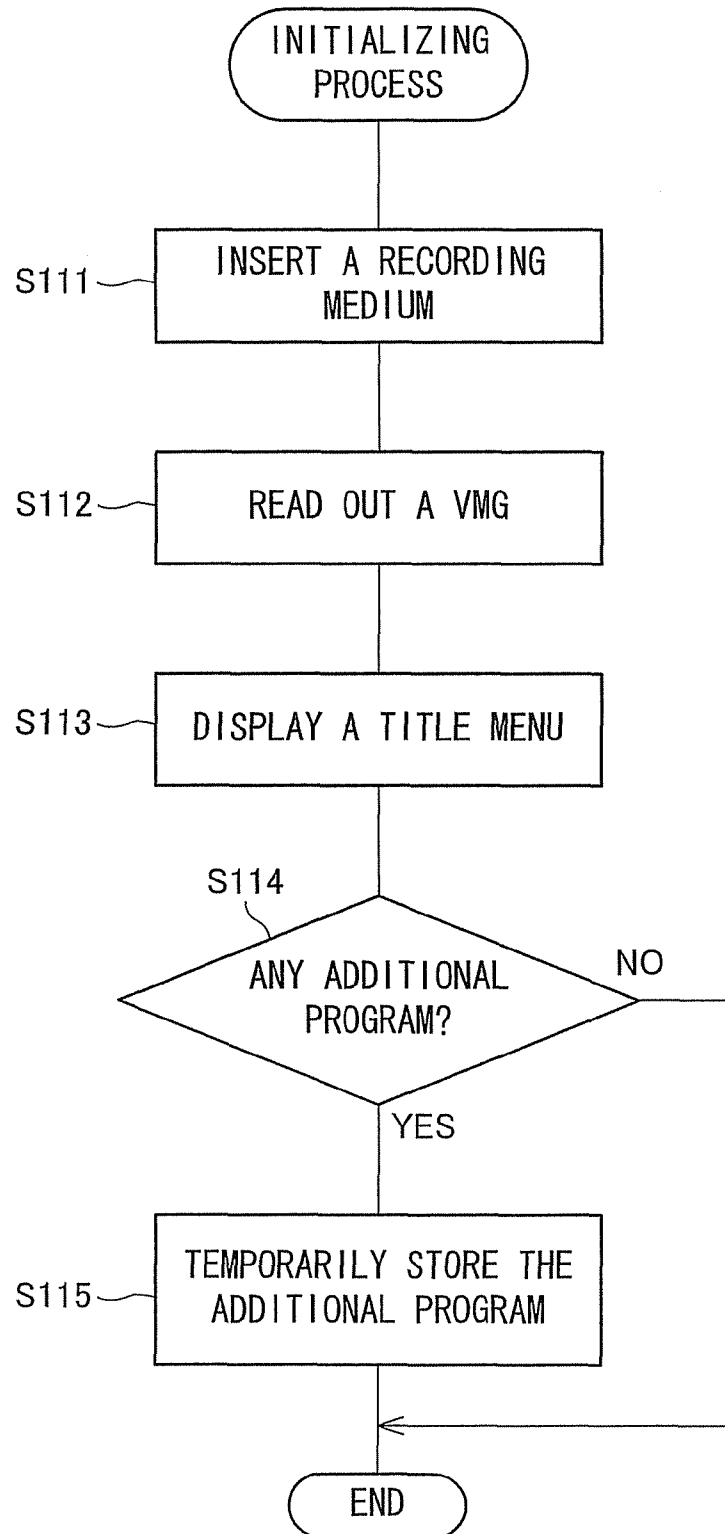 INITIALIZING
PROCESS
S111
INSERT A RECORDING
MEDIUM
S112
READ OUT A VMG
S113
DISPLAY A TITLE MENU
S114
ANY ADDITIONAL
PROGRAM?
NO
YES
S115
TEMPORARILY STORE THE
ADDITIONAL PROGRAM
END